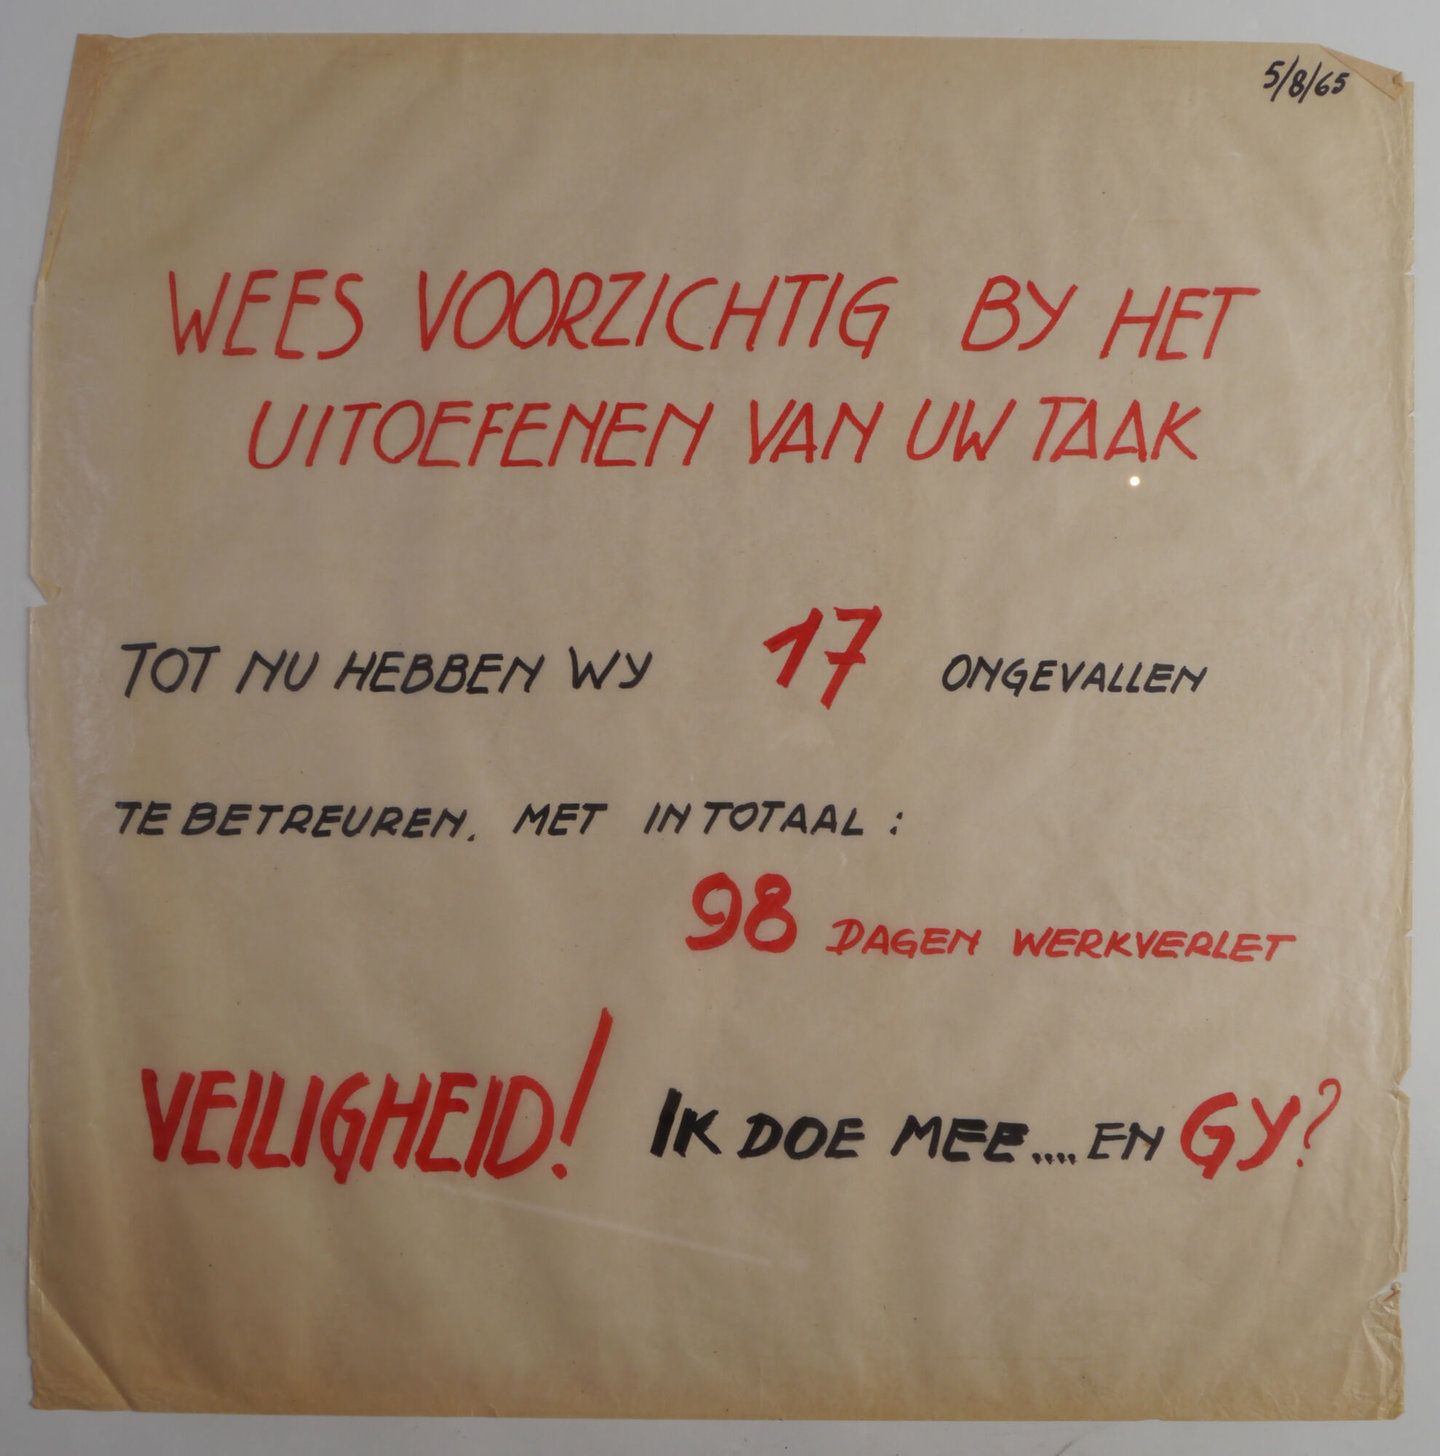 5/8/65
WEES VOORZICHTIG BY HET
UITOEFENEN VAN UW TAAK
TOT NU HEBBEN WY 17 ONGEVALLEN
TE BETREUREN. MET IN TOTAAL :
98 DAGEN WERKVERLET
VEILIGHEID! IK DOE MEE.... EN GY?